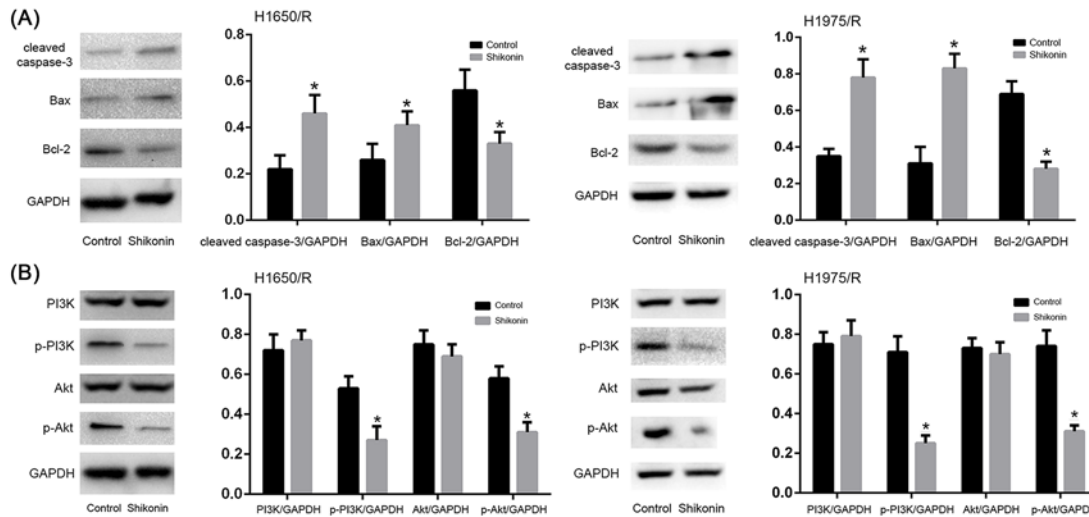 (A)
cleaved
caspase-3
Bax
Bcl-2
GAPDH
Control Shikonin
H1650/R
0.8
0.6
0.4
0.2
0.0
Control
Shikonin
* * *
cleaved caspase-3/GAPDH Bax/GAPDH Bcl-2/GAPDH
cleaved
caspase-3
Bax
Bcl-2
GAPDH
Control Shikonin
H1975/R
1.0
0.8
0.6
0.4
0.2
0.0
Control
Shikonin
* * *
cleaved caspase-3/GAPDH Bax/GAPDH Bcl-2/GAPDH
(B)
PI3K
p-PI3K
Akt
p-Akt
GAPDH
Control Shikonin
H1650/R
1.0
0.8
0.6
0.4
0.2
0.0
Control
Shikonin
* *
PI3K/GAPDH p-PI3K/GAPDH Akt/GAPDH p-Akt/GAPDH
PI3K
p-PI3K
Akt
p-Akt
GAPDH
Control Shikonin
H1975/R
1.0
0.8
0.6
0.4
0.2
0.0
Control
Shikonin
* *
PI3K/GAPDH p-PI3K/GAPDH Akt/GAPDH p-Akt/GAPD